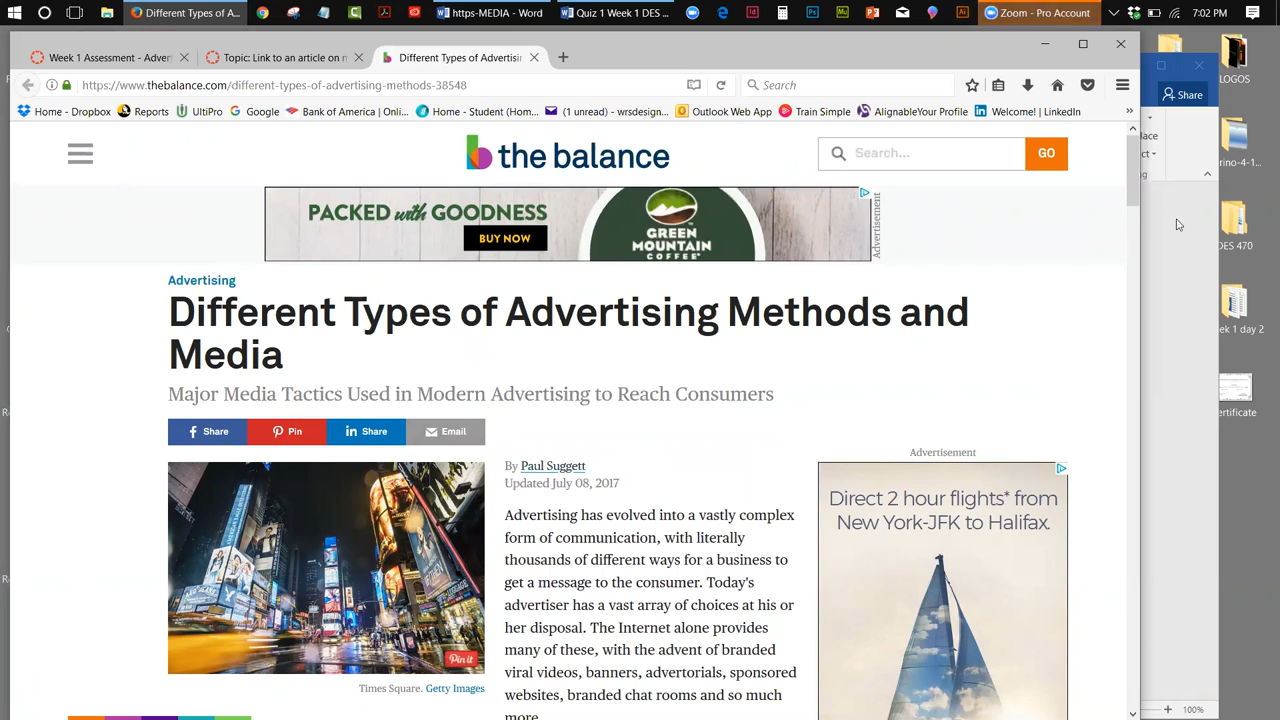 Different Types of A...
https-MEDIA - Word
Quiz 1 Week 1 DES ...
Zoom - Pro Account
7:02 PM
Week 1 Assessment - Adver
Topic: Link to an article on n
Different Types of Advertisin
https://www.thebalance.com/different-types-of-advertising-methods-38548
Search
Share
LOGOS
Home - Dropbox
Reports
UltiPro
Google
Bank of America | Onli...
Home - Student (Hom...
(1 unread) - wrsdesign...
Outlook Web App
Train Simple
AlignableYour Profile
Welcome! | LinkedIn
lace
ct
the balance
Search...
GO
rino-4-1...
PACKED with GOODNESS
BUY NOW
GREEN
MOUNTAIN
COFFEE
Advertisement
DES 470
Advertising
Different Types of Advertising Methods and
Media
k 1 day 2
Major Media Tactics Used in Modern Advertising to Reach Consumers
ertificate
Share
Pin
Share
Email
By Paul Suggett
Updated July 08, 2017
Advertising has evolved into a vastly complex
form of communication, with literally
thousands of different ways for a business to
get a message to the consumer. Today's
advertiser has a vast array of choices at his or
her disposal. The Internet alone provides
many of these, with the advent of branded
viral videos, banners, advertorials, sponsored
websites, branded chat rooms and so much
more.
Advertisement
Direct 2 hour flights* from
New York-JFK to Halifax.
Pin it
Times Square. Getty Images
100%